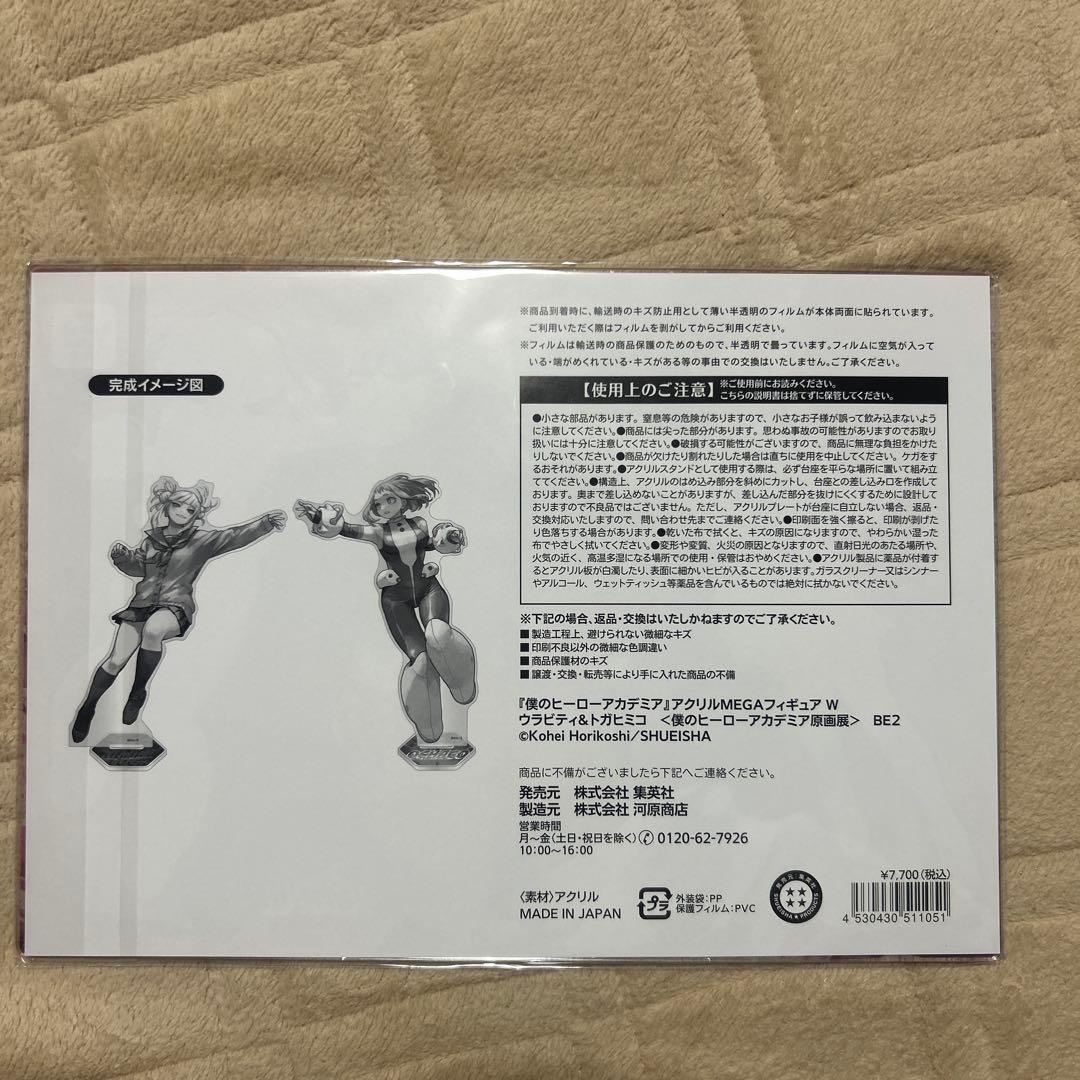 ※商品到着時に、輸送時のキズ防止用として薄い半透明のフィルムが本体両面に貼られています。
ご利用いただく際はフィルムを剥がしてからご利用ください。
※フィルムは輸送時の商品保護のためのもので、半透明で曇っています。フィルムに空気が入って
いる・端がめくれている・キズがある等の事由での交換はいたしません。ご了承ください。
完成イメージ図
【使用上のご注意】※ご使用前にお読みください。
こちらの説明書は捨てずに保管してください。
●小さな部品があります。窒息等の危険がありますので、小さなお子様が誤って飲み込まないよう
に注意してください。●商品には尖った部分があります。思わぬ事故の可能性がありますのでお取り
扱いには十分に注意してください。●破損する可能性がございますので、商品に無理な負担をかけた
りしないでください。●商品が欠けたり割れたりした場合は直ちに使用を中止してください。ケガをす
るおそれがあります。●アクリルスタンドとして使用する際は、必ず台座を平らな場所に置いて組み立
ててください。●構造上、アクリルのはめ込み部分を斜めにカットし、台座との差し込み口を作成して
おります。奥まで差し込めないことがありますが、差し込んだ部分を抜けにくくするために設計して
おりますので不良品ではございません。ただし、アクリルプレートが台座に自立しない場合、返品・
交換対応いたしますので、問い合わせ先までご連絡ください。●印刷面を強く擦ると、印刷が剥げた
り色落ちする場合があります。●乾いた布で拭くと、キズの原因になりますので、やわらかい湿った
布でやさしく拭いてください。●変形や変質、火災の原因となりますので、直射日光のあたる場所や、
火気の近く、高温多湿になる場所での使用・保管はおやめください。●アクリル製品に薬品が付着す
るとアクリル板が白濁したり、表面に細かいヒビが入ることがあります。ガラスクリーナー又はシンナー
やアルコール、ウェットティッシュ等薬品を含んでいるものでは絶対に拭かないでください。
※下記の場合、返品・交換はいたしかねますのでご了承ください。
■製造工程上、避けられない微細なキズ
■印刷不良以外の微細な色調違い
■商品保護材のキズ
■譲渡・交換・転売等により手に入れた商品の不備
『僕のヒーローアカデミア』アクリルMEGAフィギュア W
ウラビティ&トガヒミコ <僕のヒーローアカデミア原画展> BE2
©Kohei Horikoshi/SHUEISHA
商品に不備がございましたら下記へご連絡ください。
発売元 株式会社 集英社
製造元 株式会社 河原商店
営業時間
月～金(土日・祝日を除く) 0120-62-7926
10:00～16:00
〈素材〉アクリル
MADE IN JAPAN
プラ
外装袋:PP
保護フィルム:PVC
発売元・集英社
SHUEISHA PRODUCTS
¥7,700(税込)
4 530430 511051